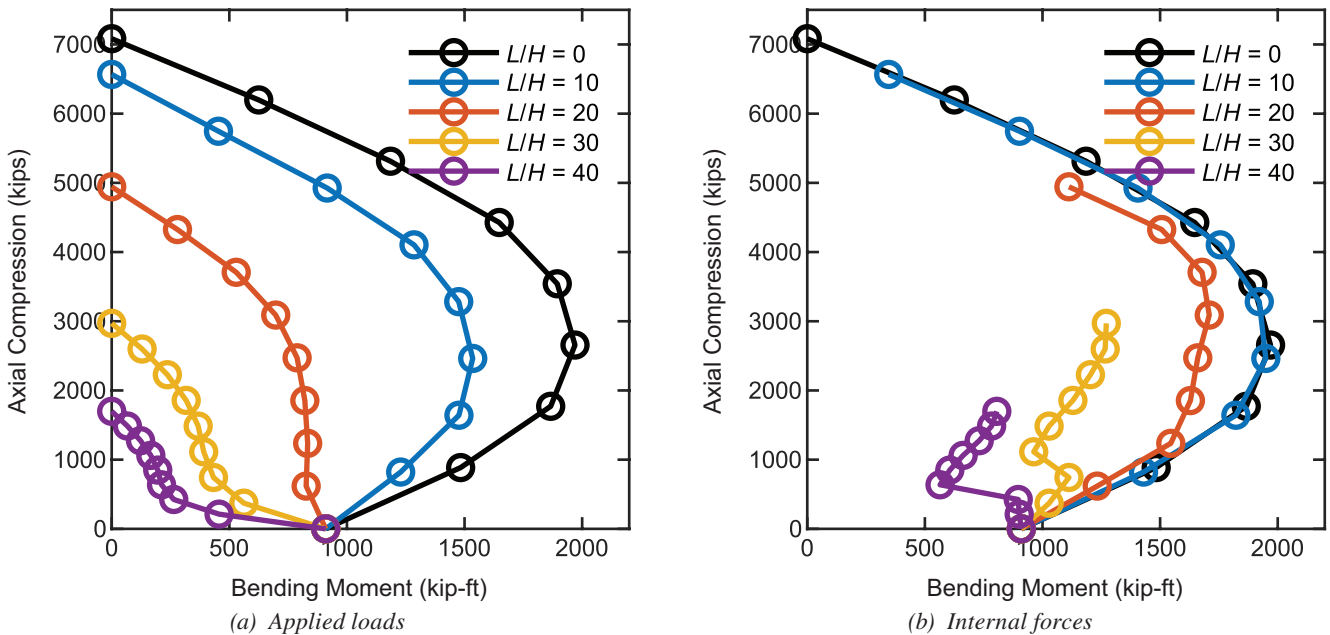 Axial Compression (kips)
7000
6000
5000
4000
3000
2000
1000
0
0 500 1000 1500 2000
Bending Moment (kip-ft)
L/H = 0
L/H = 10
L/H = 20
L/H = 30
L/H = 40
(a) Applied loads
Axial Compression (kips)
7000
6000
5000
4000
3000
2000
1000
0
0 500 1000 1500 2000
Bending Moment (kip-ft)
L/H = 0
L/H = 10
L/H = 20
L/H = 30
L/H = 40
(b) Internal forces